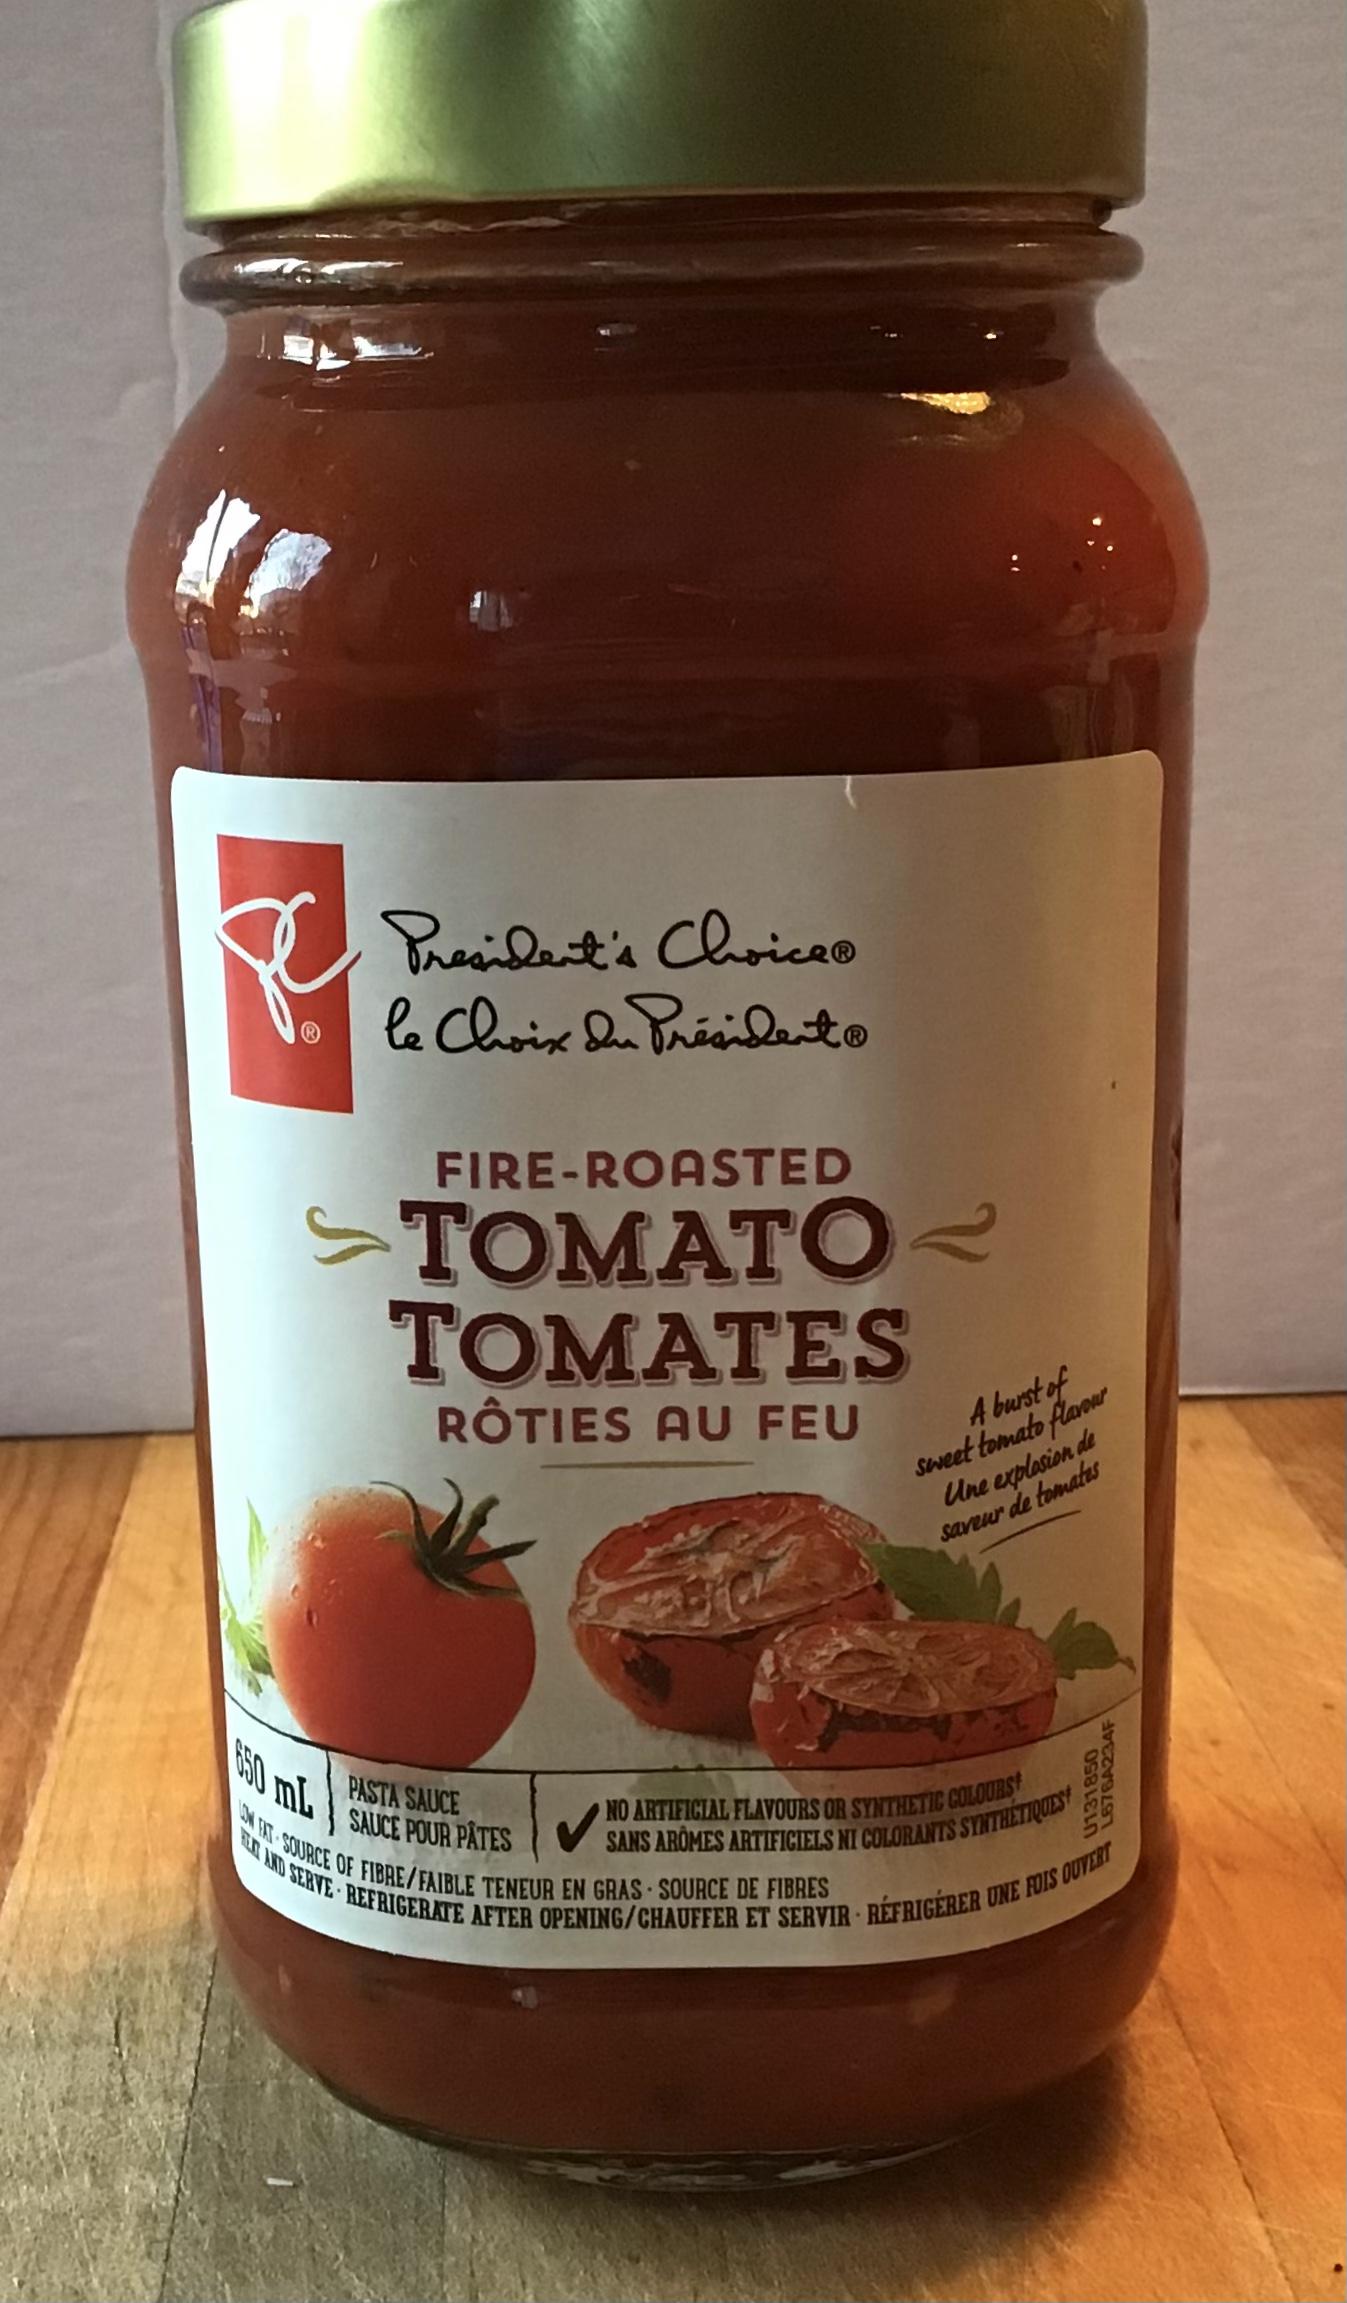 PC®
President's Choice®
le Choix du Président®
FIRE-ROASTED
TOMATO
TOMATES
RÔTIES AU FEU
A burst of
sweet tomato flavour
Une explosion de
saveur de tomates
650 mL
PASTA SAUCE
SAUCE POUR PÂTES
✓ NO ARTIFICIAL FLAVOURS OR SYNTHETIC COLOURS†
SANS ARÔMES ARTIFICIELS NI COLORANTS SYNTHÉTIQUES†
U131850
L676A234F
LOW FAT · SOURCE OF FIBRE/FAIBLE TENEUR EN GRAS · SOURCE DE FIBRES
HEAT AND SERVE · REFRIGERATE AFTER OPENING/CHAUFFER ET SERVIR · RÉFRIGÉRER UNE FOIS OUVERT